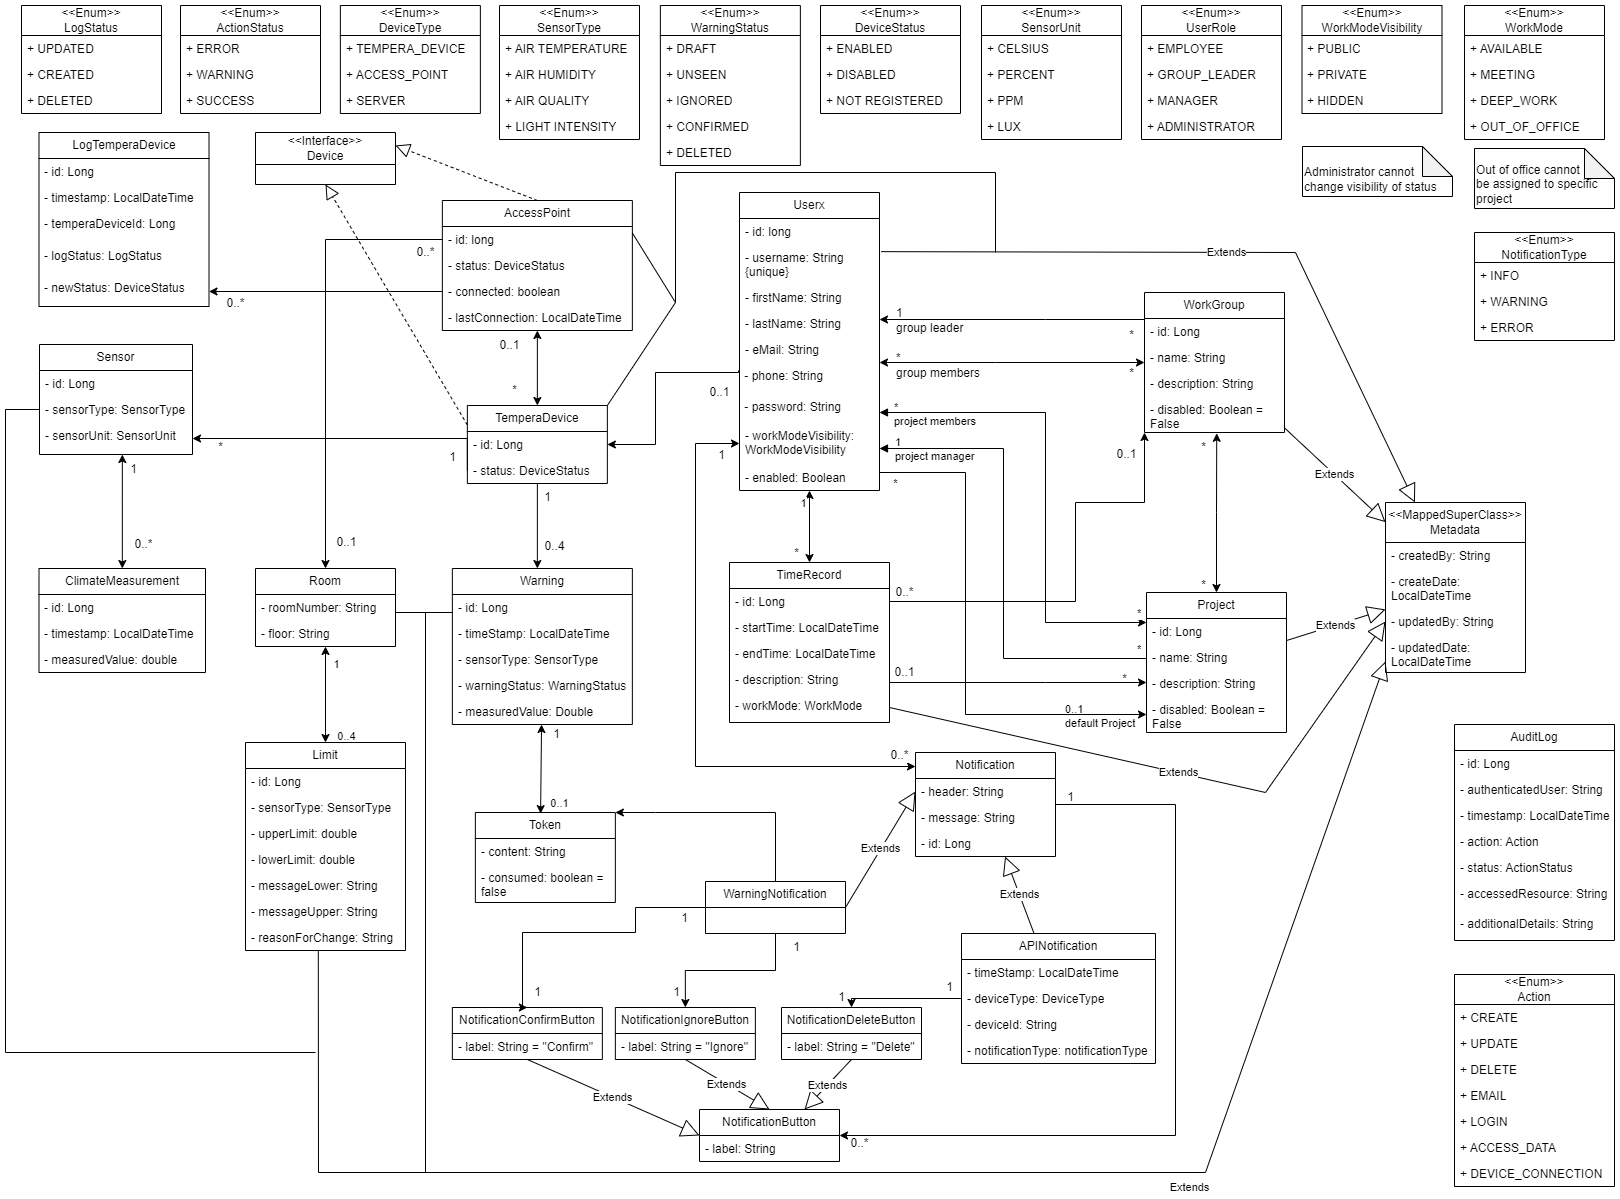 <<Enum>>
LogStatus
+ UPDATED
+ CREATED
+ DELETED
<<Enum>>
ActionStatus
+ ERROR
+ WARNING
+ SUCCESS
<<Enum>>
DeviceType
+ TEMPERA_DEVICE
+ ACCESS_POINT
+ SERVER
<<Enum>>
SensorType
+ AIR TEMPERATURE
+ AIR HUMIDITY
+ AIR QUALITY
+ LIGHT INTENSITY
<<Enum>>
WarningStatus
+ DRAFT
+ UNSEEN
+ IGNORED
+ CONFIRMED
+ DELETED
<<Enum>>
DeviceStatus
+ ENABLED
+ DISABLED
+ NOT REGISTERED
<<Enum>>
SensorUnit
+ CELSIUS
+ PERCENT
+ PPM
+ LUX
<<Enum>>
UserRole
+ EMPLOYEE
+ GROUP_LEADER
+ MANAGER
+ ADMINISTRATOR
<<Enum>>
WorkModeVisibility
+ PUBLIC
+ PRIVATE
+ HIDDEN
<<Enum>>
WorkMode
+ AVAILABLE
+ MEETING
+ DEEP_WORK
+ OUT_OF_OFFICE
Administrator cannot
change visibility of status
Out of office cannot
be assigned to specific
project
<<Enum>>
NotificationType
+ INFO
+ WARNING
+ ERROR
LogTemperaDevice
- id: Long
- timestamp: LocalDateTime
- temperaDeviceId: Long
- logStatus: LogStatus
- newStatus: DeviceStatus
<<Interface>>
Device
AccessPoint
- id: long
- status: DeviceStatus
- connected: boolean
- lastConnection: LocalDateTime
0..*
0..*
0..1
*
Userx
- id: long
- username: String
{unique}
- firstName: String
- lastName: String
- eMail: String
- phone: String
- password: String
- workModeVisibility:
WorkModeVisibility
- enabled: Boolean
Extends
1
group leader
*
*
group members
*
*
project members
1
project manager
*
WorkGroup
- id: Long
- name: String
- description: String
- disabled: Boolean =
False
0..1
*
*
Extends
Sensor
- id: Long
- sensorType: SensorType
- sensorUnit: SensorUnit
*
1
1
0..*
TemperaDevice
- id: Long
- status: DeviceStatus
0..1
1
1
0..4
1
*
<<MappedSuperClass>>
Metadata
- createdBy: String
- createDate:
LocalDateTime
- updatedBy: String
- updatedDate:
LocalDateTime
ClimateMeasurement
- id: Long
- timestamp: LocalDateTime
- measuredValue: double
0..1
Room
- roomNumber: String
- floor: String
1
0..4
Warning
- id: Long
- timeStamp: LocalDateTime
- sensorType: SensorType
- warningStatus: WarningStatus
- measuredValue: Double
1
0..1
TimeRecord
- id: Long
- startTime: LocalDateTime
- endTime: LocalDateTime
- description: String
- workMode: WorkMode
0..*
0..1
*
*
*
0..1
default Project
Project
- id: Long
- name: String
- description: String
- disabled: Boolean =
False
Extends
Extends
Limit
- id: Long
- sensorType: SensorType
- upperLimit: double
- lowerLimit: double
- messageLower: String
- messageUpper: String
- reasonForChange: String
Token
- content: String
- consumed: boolean =
false
0..*
Notification
- header: String
- message: String
- id: Long
1
Extends
Extends
WarningNotification
1
1
APINotification
- timeStamp: LocalDateTime
- deviceType: DeviceType
- deviceId: String
- notificationType: notificationType
1
1
1
1
NotificationConfirmButton
- label: String = "Confirm"
NotificationIgnoreButton
- label: String = "Ignore"
NotificationDeleteButton
- label: String = "Delete"
Extends
Extends
Extends
NotificationButton
- label: String
0..*
Extends
AuditLog
- id: Long
- authenticatedUser: String
- timestamp: LocalDateTime
- action: Action
- status: ActionStatus
- accessedResource: String
- additionalDetails: String
<<Enum>>
Action
+ CREATE
+ UPDATE
+ DELETE
+ EMAIL
+ LOGIN
+ ACCESS_DATA
+ DEVICE_CONNECTION